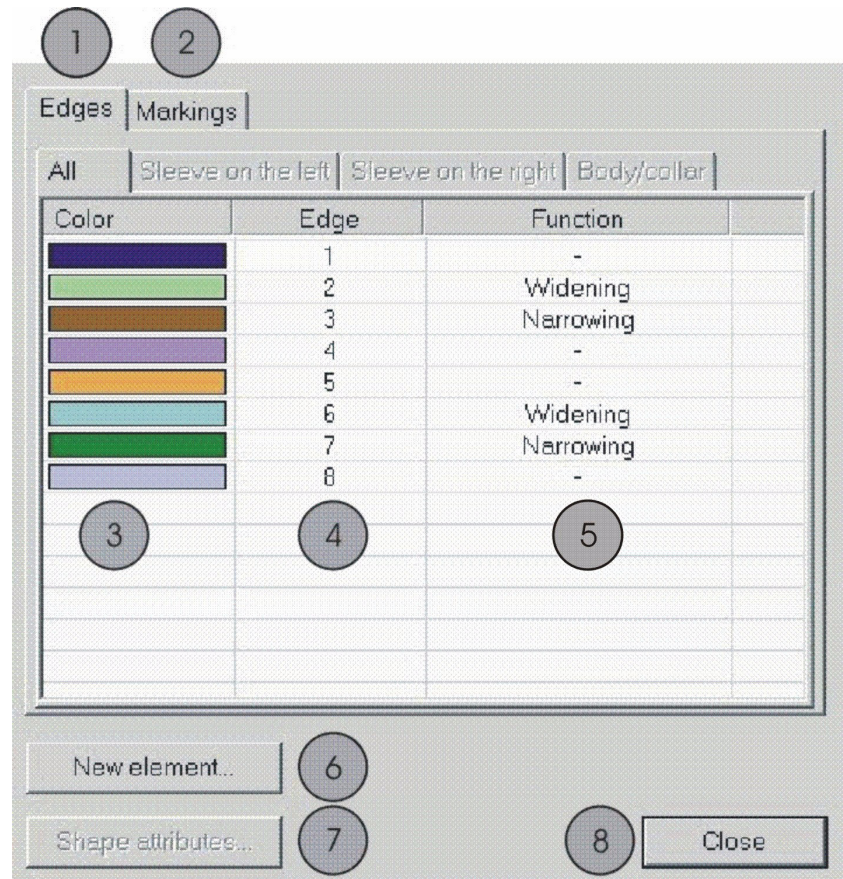 1 2
Edges Markings
All Sleeve on the left Sleeve on the right Body/collar
Color Edge Function
1 -
2 Widening
3 Narrowing
4 -
5 -
6 Widening
7 Narrowing
8 -
3 4 5
New element... 6
Shape attributes... 7 8 Close